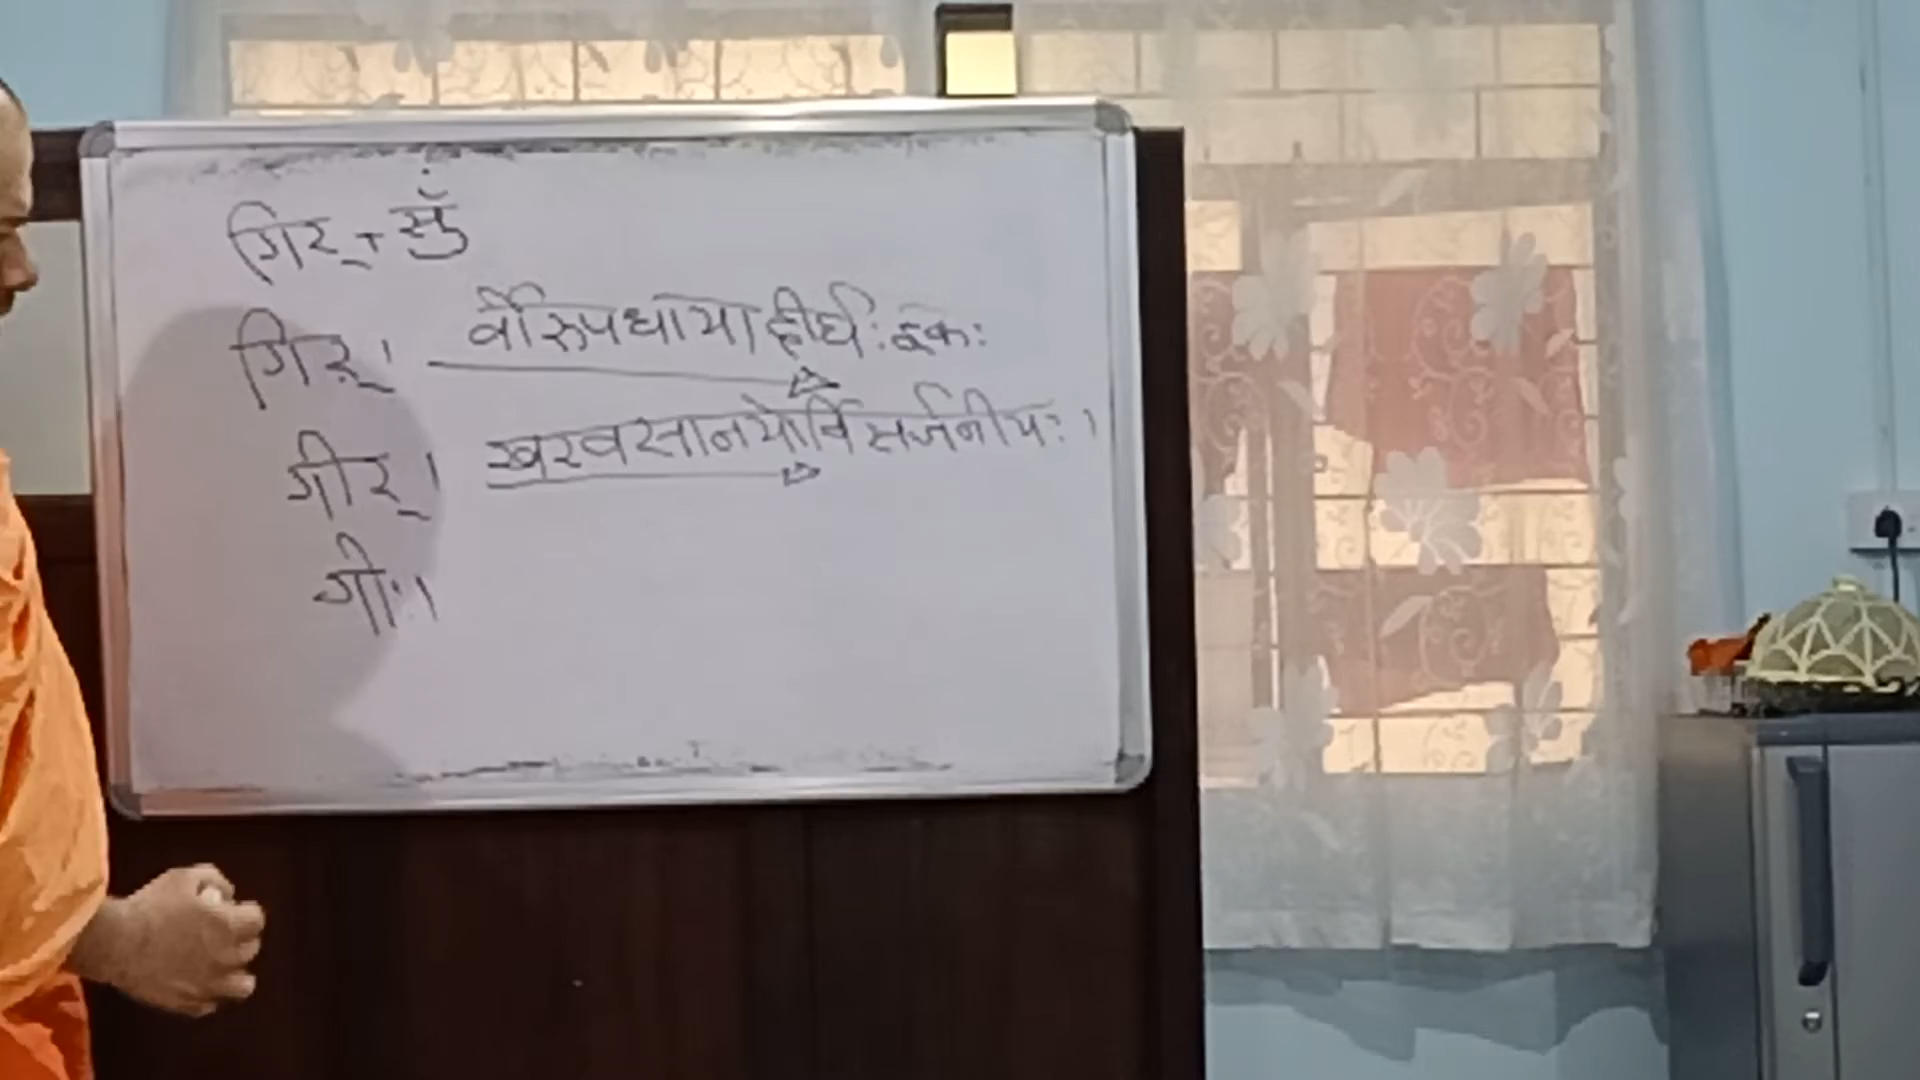 गिर् + सुँ
गिर् । र्वोरुपधाया दीर्घः इकः
गीर् । खरवसानयोर्विसर्जनीयः ।
गीः ।